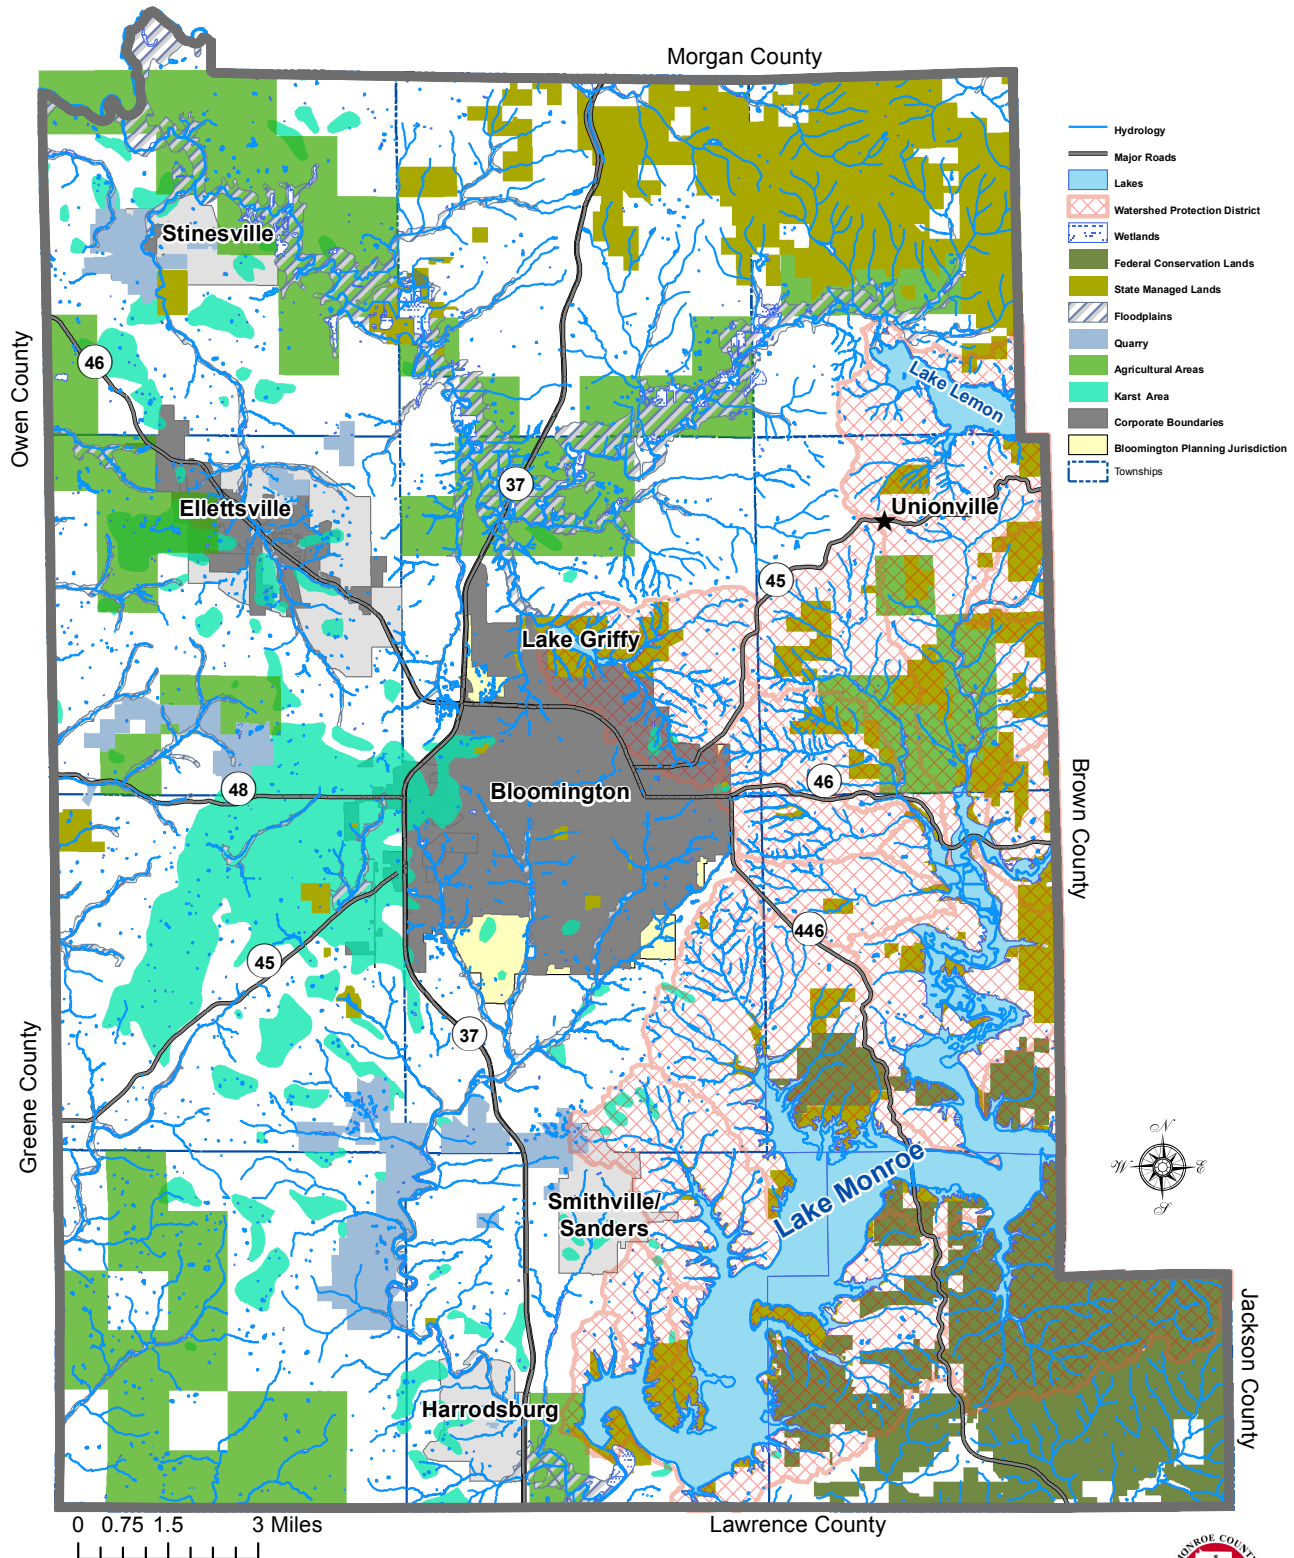 Morgan County
Hydrology
Major Roads
Lakes
Watershed Protection District
Wetlands
Federal Conservation Lands
State Managed Lands
Floodplains
Quarry
Agricultural Areas
Karst Area
Corporate Boundaries
Bloomington Planning Jurisdiction
Townships
Stinesville
Owen County
46
Lake Lemon
37
Ellettsville
Unionville
45
Lake Griffy
48
Bloomington
46
Brown County
446
45
37
Greene County
N
W
E
S
Lake Monroe
Smithville/
Sanders
Jackson County
Harrodsburg
0 0.75 1.5 3 Miles
Lawrence County
MONROE COUNTY